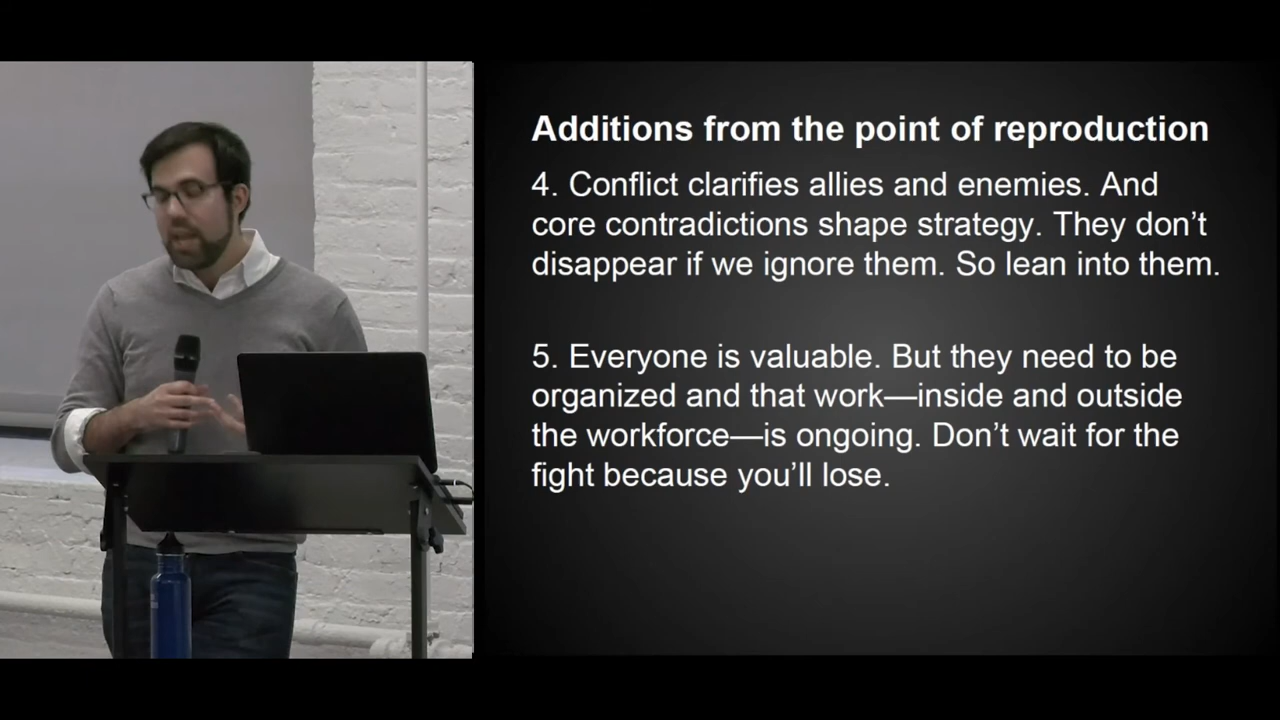 Additions from the point of reproduction
4. Conflict clarifies allies and enemies. And
core contradictions shape strategy. They don’t
disappear if we ignore them. So lean into them.
5. Everyone is valuable. But they need to be
organized and that work—inside and outside
the workforce—is ongoing. Don’t wait for the
fight because you’ll lose.